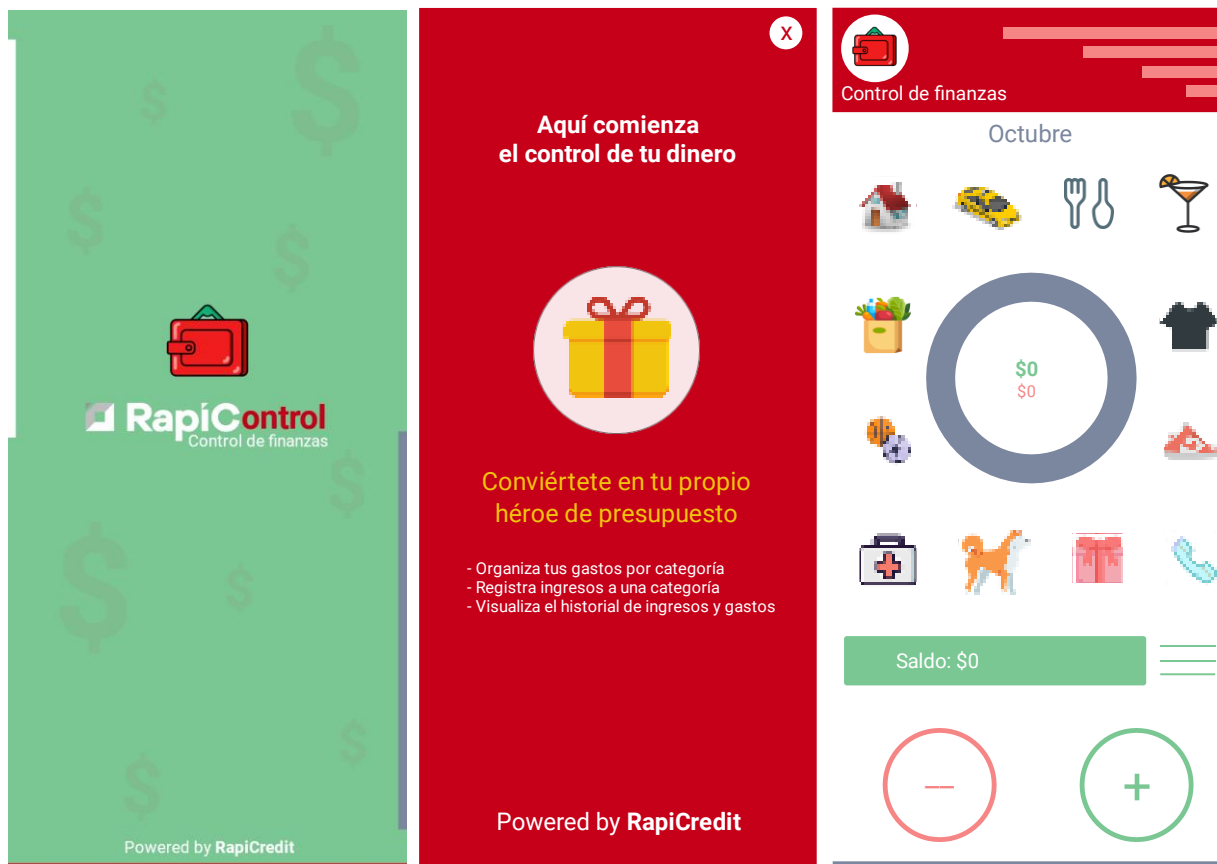 RapíControl
Control de finanzas
Powered by RapiCredit
X
Aquí comienza
el control de tu dinero
Conviértete en tu propio
héroe de presupuesto
- Organiza tus gastos por categoría
- Registra ingresos a una categoría
- Visualiza el historial de ingresos y gastos
Powered by RapiCredit
Control de finanzas
Octubre
$0
$0
Saldo: $0